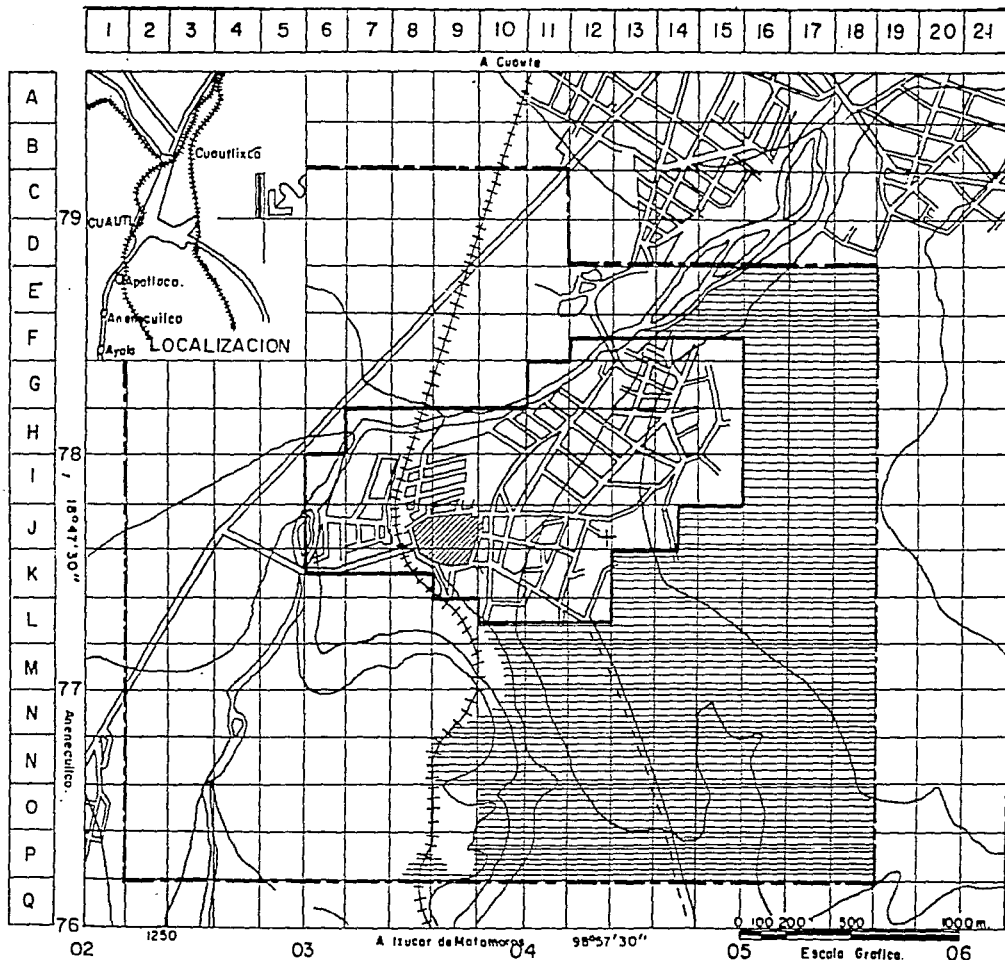 1 2 3 4 5 6 7 8 9 10 11 12 13 14 15 16 17 18 19 20 21
A Cuautla
A
B
C
D
E
F
G
H
I
J
K
L
M
N
N
O
P
Q
79
78
77
76
Cuautlixco
CUAUTLA
Apatlaco.
Anenecuilco
Ayala
LOCALIZACION
18°47'30"
Anenecuilco.
0 100 200 500 1000 m.
Escala Grafica.
1250
A Izucar de Matamoros
98°57'30"
02 03 04 05 06